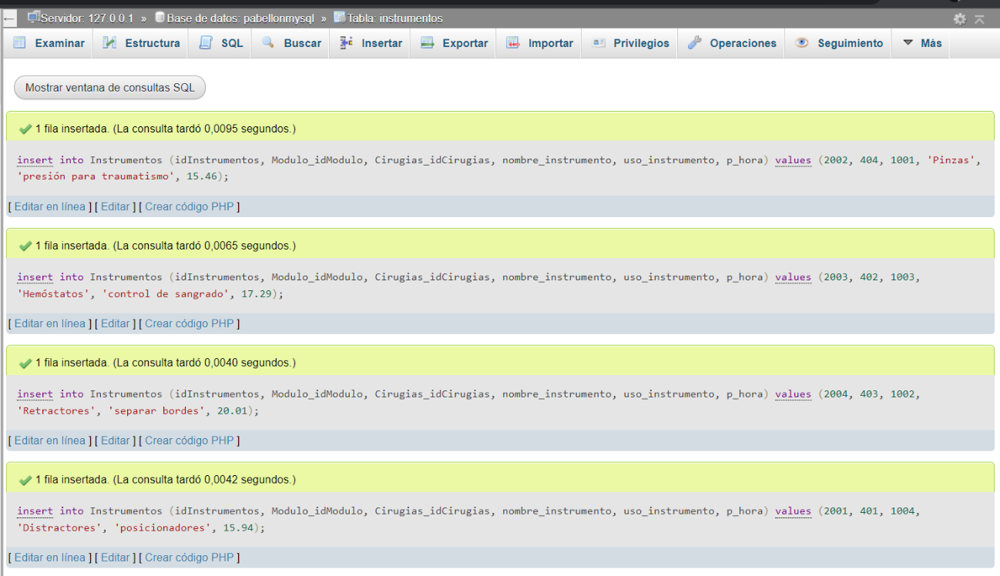 Servidor: 127.0.0.1 » Base de datos: pabellonmysql » Tabla: instrumentos
Examinar Estructura SQL Buscar Insertar Exportar Importar Privilegios Operaciones Seguimiento Más
Mostrar ventana de consultas SQL
1 fila insertada. (La consulta tardó 0,0095 segundos.)
insert into Instrumentos (idInstrumentos, Modulo_idModulo, Cirugias_idCirugias, nombre_instrumento, uso_instrumento, p_hora) values (2002, 404, 1001, 'Pinzas',
'presión para traumatismo', 15.46);
[ Editar en línea ] [ Editar ] [ Crear código PHP ]
1 fila insertada. (La consulta tardó 0,0065 segundos.)
insert into Instrumentos (idInstrumentos, Modulo_idModulo, Cirugias_idCirugias, nombre_instrumento, uso_instrumento, p_hora) values (2003, 402, 1003,
'Hemóstatos', 'control de sangrado', 17.29);
[ Editar en línea ] [ Editar ] [ Crear código PHP ]
1 fila insertada. (La consulta tardó 0,0040 segundos.)
insert into Instrumentos (idInstrumentos, Modulo_idModulo, Cirugias_idCirugias, nombre_instrumento, uso_instrumento, p_hora) values (2004, 403, 1002,
'Retractores', 'separar bordes', 20.01);
[ Editar en línea ] [ Editar ] [ Crear código PHP ]
1 fila insertada. (La consulta tardó 0,0042 segundos.)
insert into Instrumentos (idInstrumentos, Modulo_idModulo, Cirugias_idCirugias, nombre_instrumento, uso_instrumento, p_hora) values (2001, 401, 1004,
'Distractores', 'posicionadores', 15.94);
[ Editar en línea ] [ Editar ] [ Crear código PHP ]